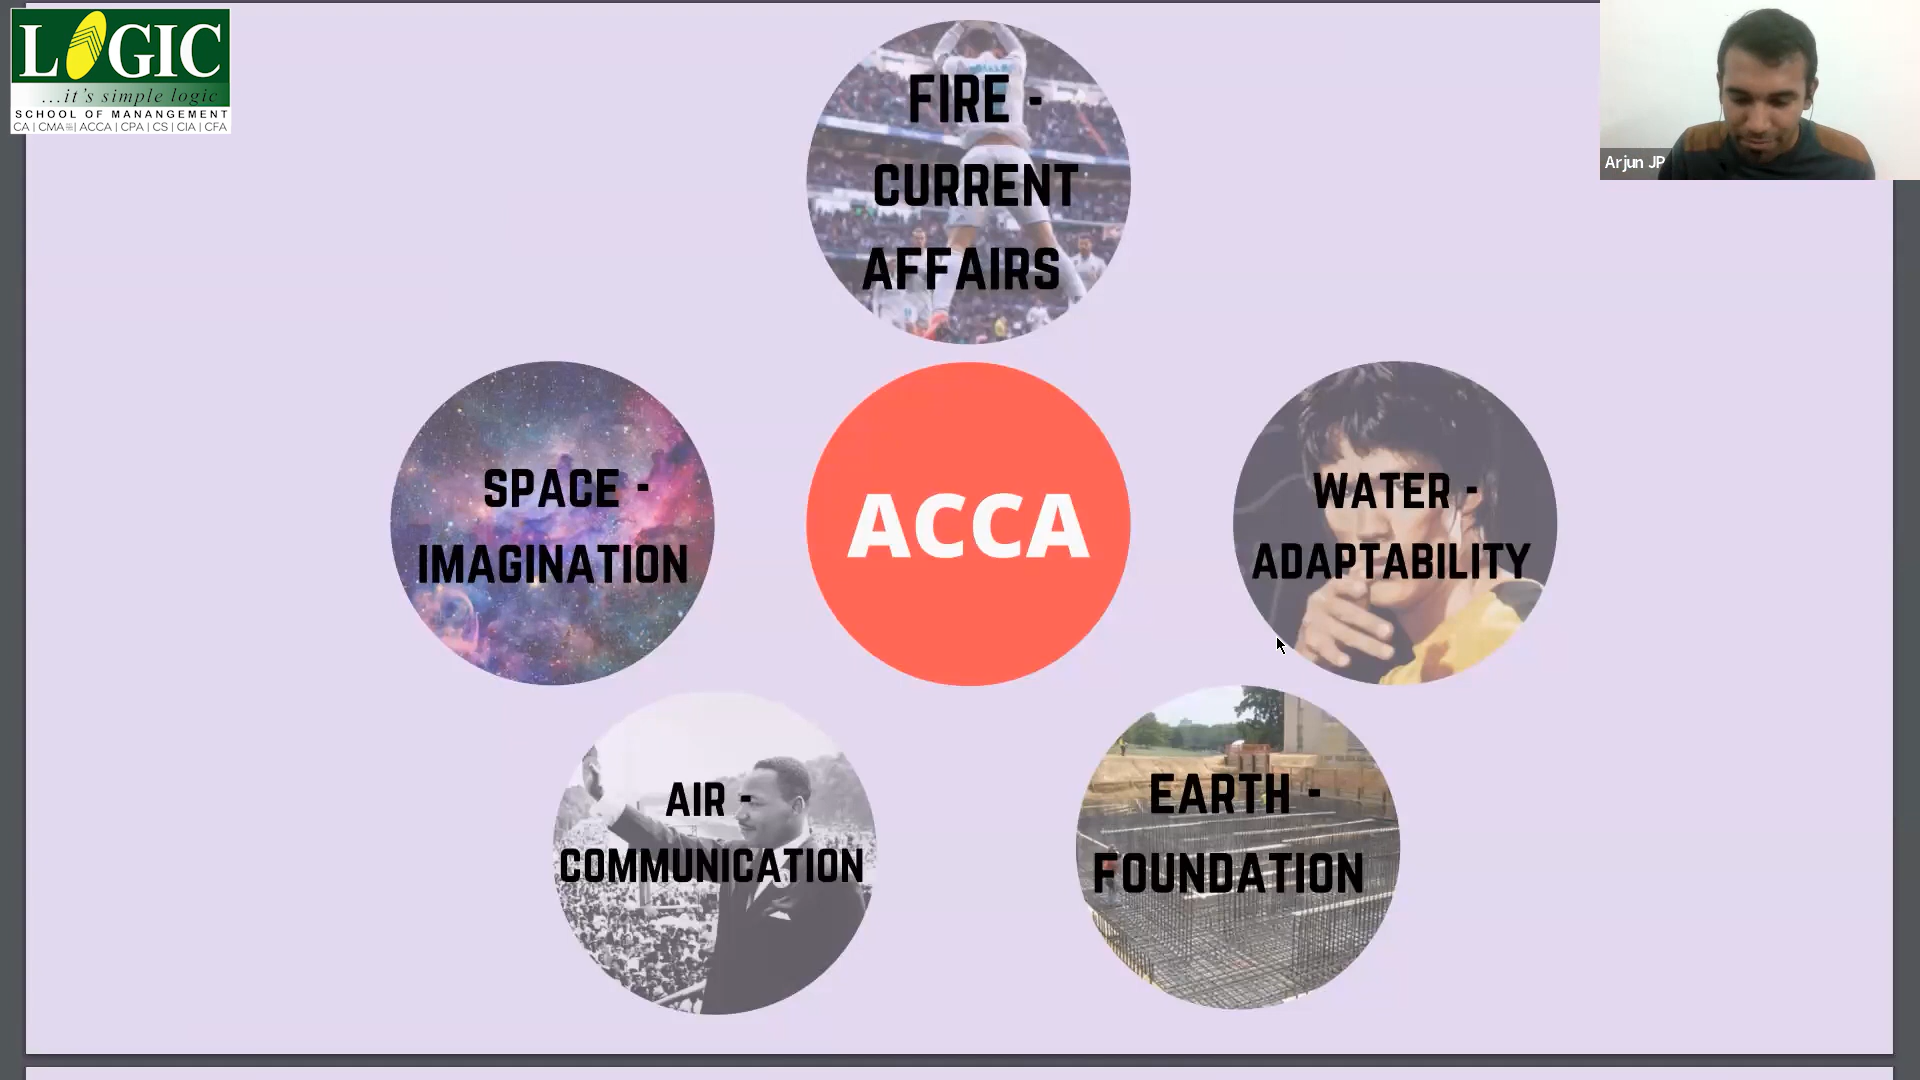 LOGIC
...it's simple logic
SCHOOL OF MANANGEMENT
CA | CMA | ACCA | CPA | CS | CIA | CFA
Arjun JP
FIRE -
CURRENT
AFFAIRS
SPACE -
IMAGINATION
ACCA
WATER -
ADAPTABILITY
AIR -
COMMUNICATION
EARTH -
FOUNDATION